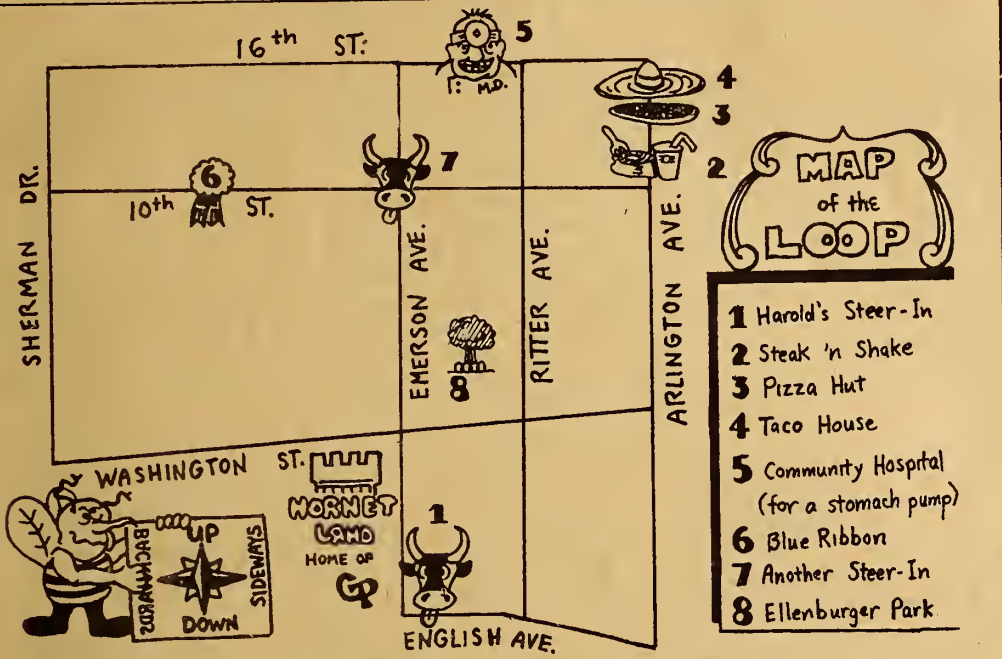 16th ST:
5
M.D.
4
3
2
7
6
10th ST.
SHERMAN DR.
EMERSON AVE.
RITTER AVE.
ARLINGTON AVE.
8
WASHINGTON ST.
HORNET
LAND
HOME OF
GP
1
ENGLISH AVE.
UP
BACKWARDS
SIDEWAYS
DOWN
MAP
of the
LOOP
1 Harold's Steer-In
2 Steak 'n Shake
3 Pizza Hut
4 Taco House
5 Community Hospital
(for a stomach pump)
6 Blue Ribbon
7 Another Steer-In
8 Ellenburger Park